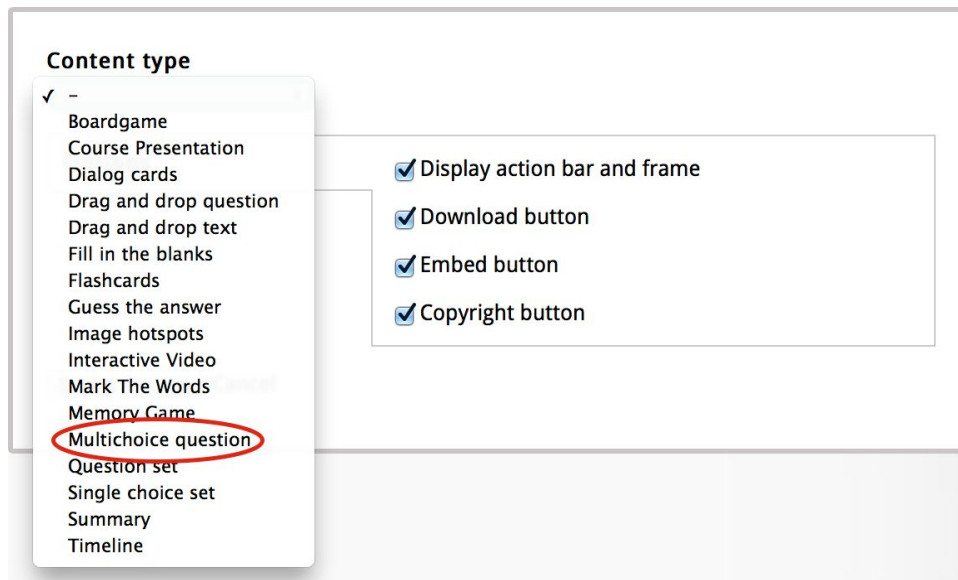 Content type
–
Boardgame
Course Presentation
Dialog cards
Drag and drop question
Drag and drop text
Fill in the blanks
Flashcards
Guess the answer
Image hotspots
Interactive Video
Mark The Words
Memory Game
Multichoice question
Question set
Single choice set
Summary
Timeline
Display action bar and frame
Download button
Embed button
Copyright button
Cancel